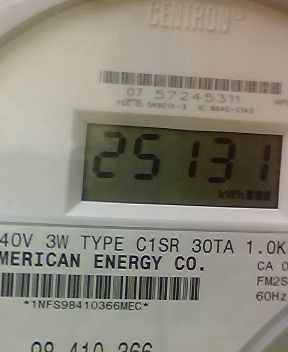 CENTRON
07 57245311
25131
kWh
40V 3W TYPE C1SR 30TA 1.0K
MERICAN ENERGY CO.
CA 0
FM2S
60Hz
*1NFS98410366MEC*
98 410 366